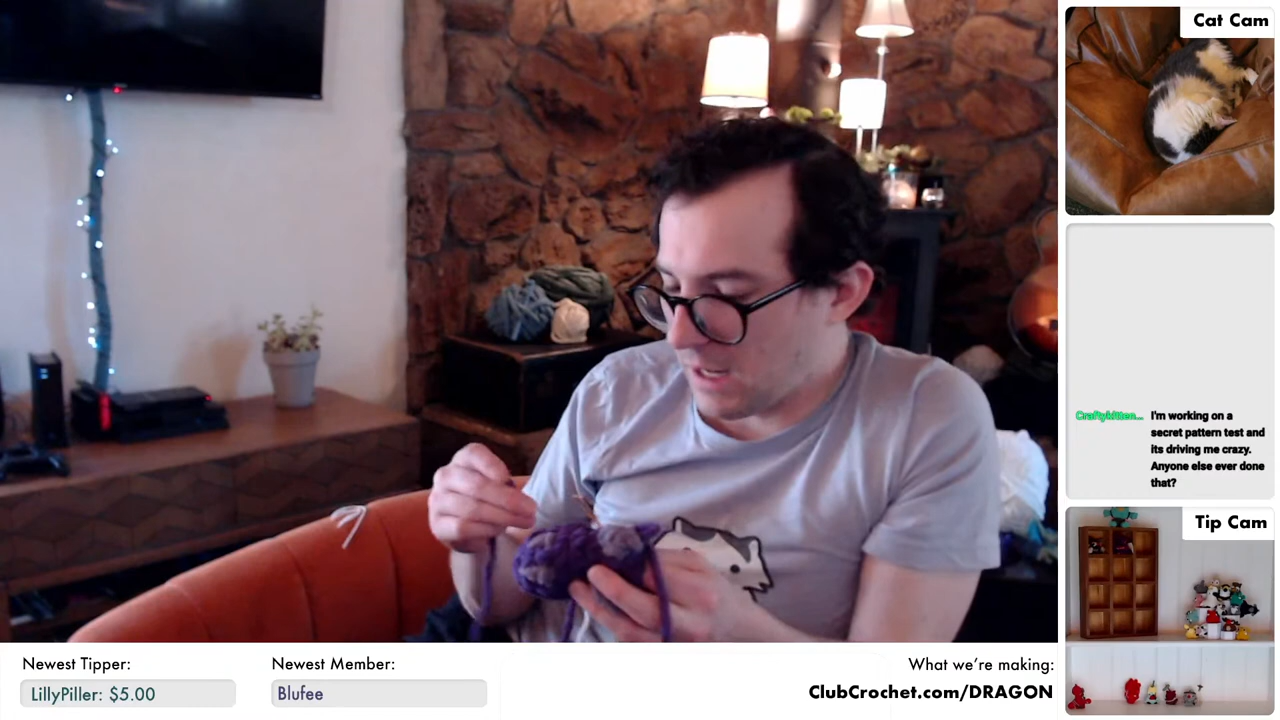 Cat Cam
Craftykitten... I'm working on a
secret pattern test and
its driving me crazy.
Anyone else ever done
that?
Tip Cam
Newest Tipper:
LillyPiller: $5.00
Newest Member:
Blufee
What we're making:
ClubCrochet.com/DRAGON